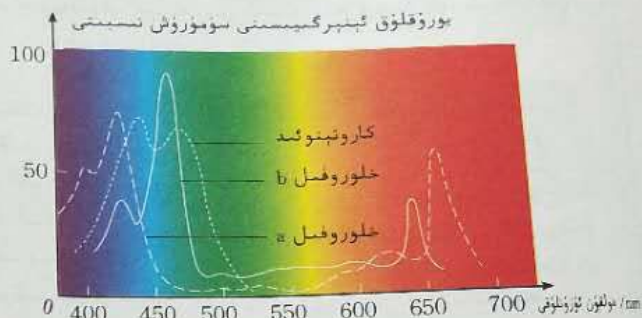 يورۇقلۇق ئېنېرگىيىسىنى سۈمۈرۈش نىسبىتى
100
50
كاروتىنوئىد
خلوروفىل b
خلوروفىل a
0 400 450 500 550 600 650 700 دولقۇن ئۇزۇنلۇقى / nm